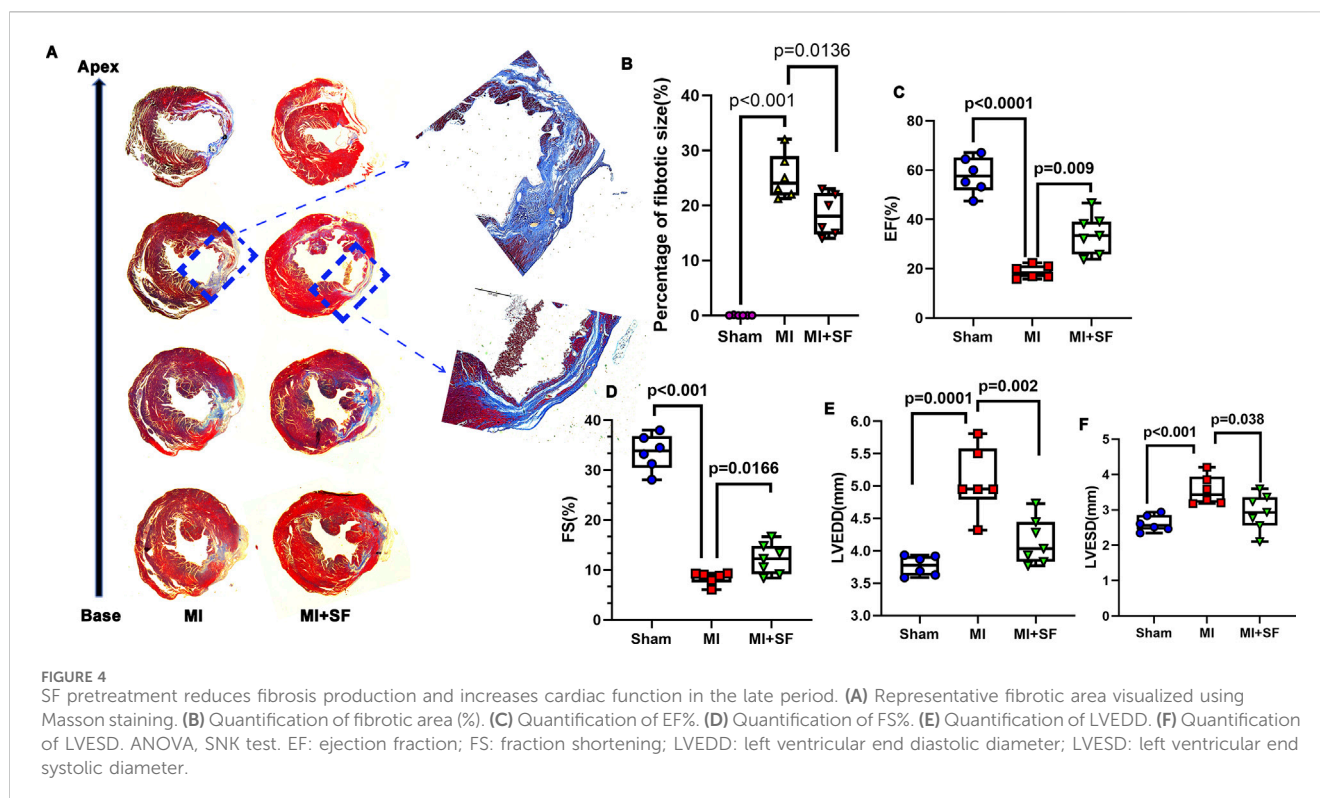 A
Apex
Base
MI
MI+SF
B
p=0.0136
p<0.001
Percentage of fibtotic size(%)
40
30
20
10
0
Sham
MI
MI+SF
C
p<0.0001
p=0.009
EF(%)
80
60
40
20
0
Sham
MI
MI+SF
D
p<0.001
p=0.0166
FS(%)
40
30
20
10
0
Sham
MI
MI+SF
E
p=0.002
p=0.0001
LVEDD(mm)
6.0
5.5
5.0
4.5
4.0
3.5
3.0
Sham
MI
MI+SF
F
p=0.038
p<0.001
LVESD(mm)
5
4
3
2
1
0
Sham
MI
MI+SF
FIGURE 4
SF pretreatment reduces fibrosis production and increases cardiac function in the late period. (A) Representative fibrotic area visualized using
Masson staining. (B) Quantification of fibrotic area (%). (C) Quantification of EF%. (D) Quantification of FS%. (E) Quantification of LVEDD. (F) Quantification
of LVESD. ANOVA, SNK test. EF: ejection fraction; FS: fraction shortening; LVEDD: left ventricular end diastolic diameter; LVESD: left ventricular end
systolic diameter.